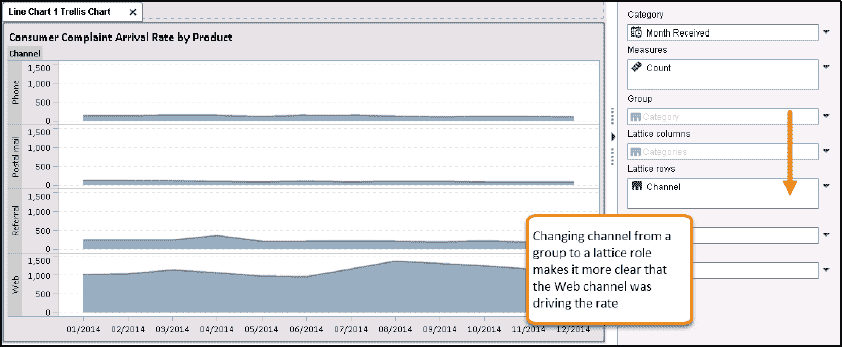 Line Chart 1 Trellis Chart
Consumer Complaint Arrival Rate by Product
Channel
Phone
1,500
1,000
500
0
Postal mail
1,500
1,000
500
0
Referral
1,500
1,000
500
0
Web
1,500
1,000
500
0
01/2014 02/2014 03/2014 04/2014 05/2014 06/2014 07/2014 08/2014 09/2014 10/2014 11/2014 12/2014
Category
Month Received
Measures
Count
Group
Category
Lattice columns
Categories
Lattice rows
Channel
Changing channel from a
group to a lattice role
makes it more clear that
the Web channel was
driving the rate